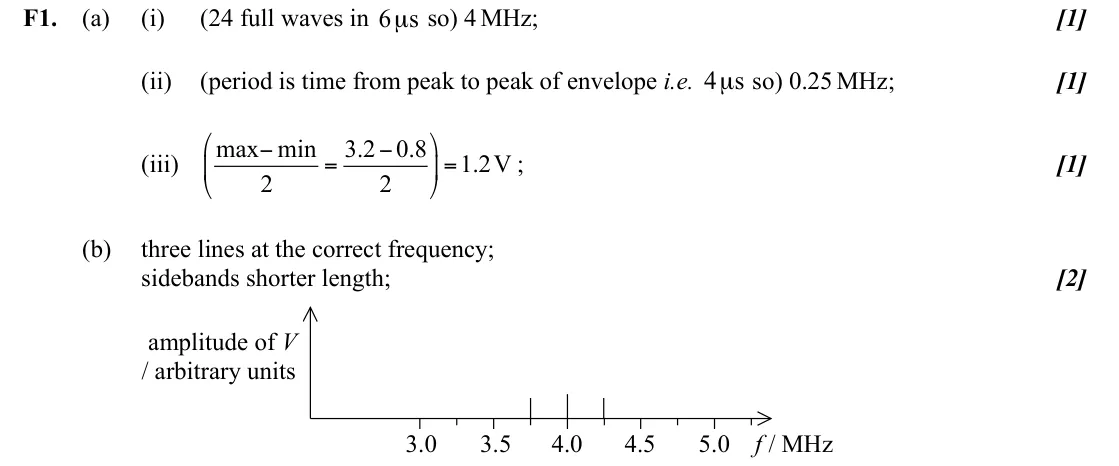 F1. (a) (i) (24 full waves in 6 μs so) 4 MHz; [1]
(ii) (period is time from peak to peak of envelope i.e. 4 μs so) 0.25 MHz; [1]
(iii) ((max – min)/2 = (3.2 – 0.8)/2) = 1.2 V ; [1]
(b) three lines at the correct frequency;
sidebands shorter length; [2]
amplitude of V
/ arbitrary units
3.0 3.5 4.0 4.5 5.0 f / MHz